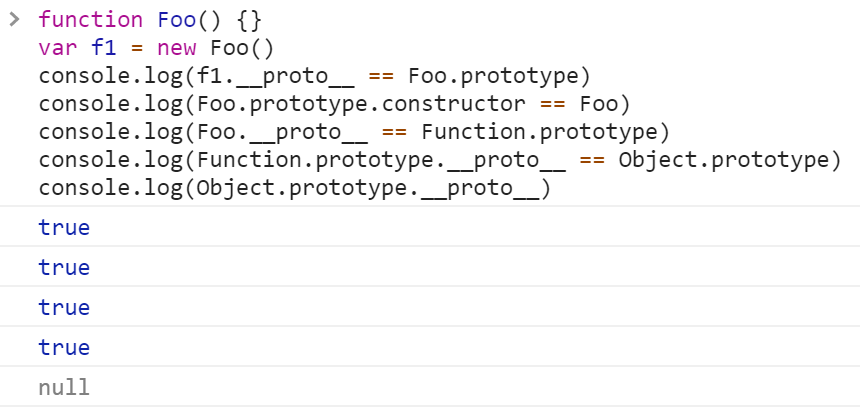 > function Foo() {}
var f1 = new Foo()
console.log(f1.__proto__ == Foo.prototype)
console.log(Foo.prototype.constructor == Foo)
console.log(Foo.__proto__ == Function.prototype)
console.log(Function.prototype.__proto__ == Object.prototype)
console.log(Object.prototype.__proto__)
true
true
true
true
null